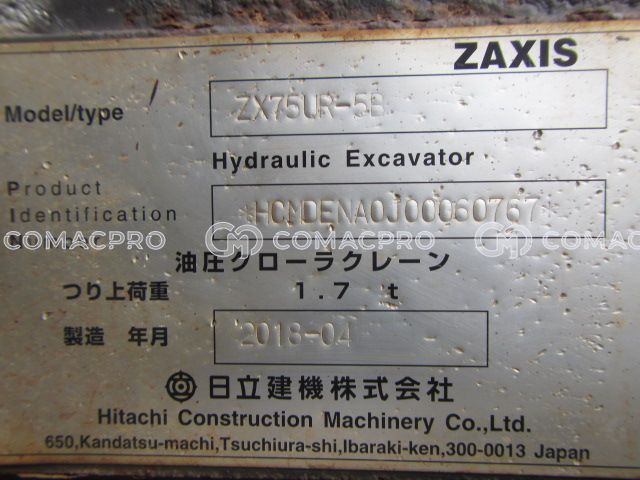 ZAXIS
Model/type ZX75UR-5B
Hydraulic Excavator
Product
Identification *HCMDENA0J00060767*
COMACPRO COMACPRO COMACPRO
油圧クローラクレーン
つり上荷重 1.7 t
製造 年月 2018-04
日立建機株式会社
Hitachi Construction Machinery Co.,Ltd.
650,Kandatsu-machi,Tsuchiura-shi,Ibaraki-ken,300-0013 Japan